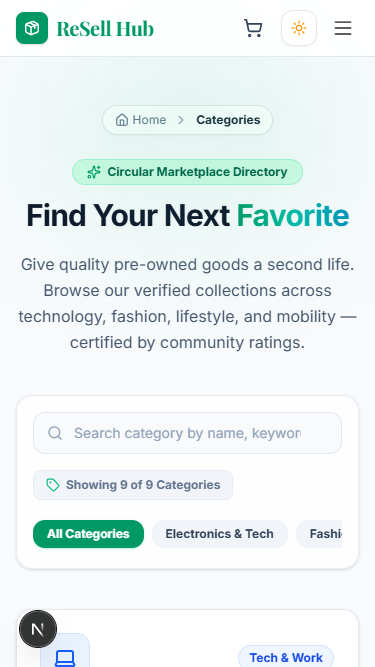 ReSell Hub
Home > Categories
Circular Marketplace Directory
Find Your Next Favorite
Give quality pre-owned goods a second life.
Browse our verified collections across
technology, fashion, lifestyle, and mobility —
certified by community ratings.
Search category by name, keywor
Showing 9 of 9 Categories
All Categories Electronics & Tech Fashi
N
Tech & Work